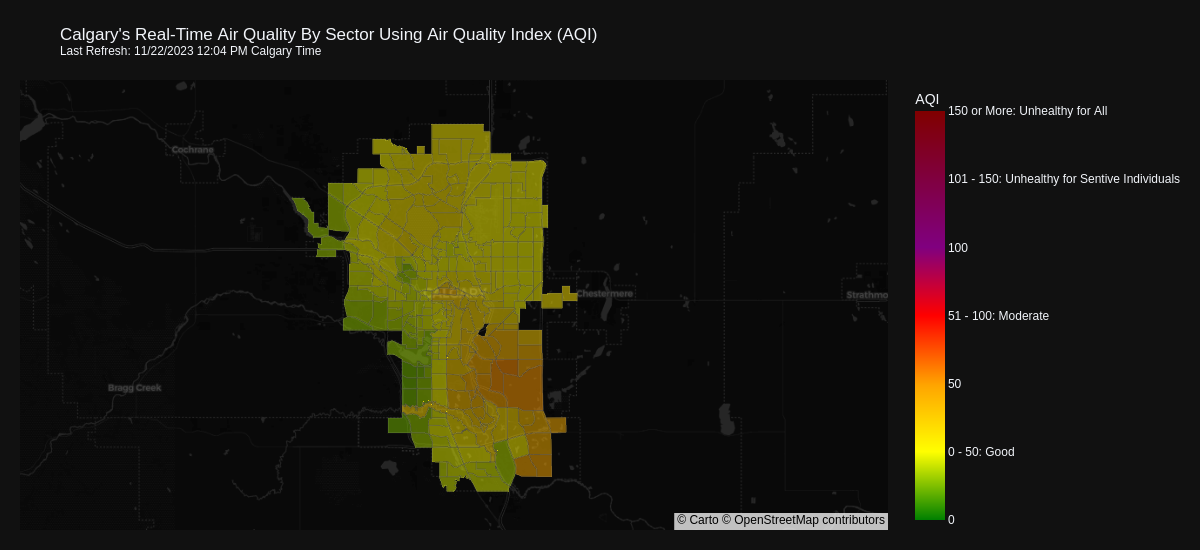 Calgary's Real-Time Air Quality By Sector Using Air Quality Index (AQI)
Last Refresh: 11/22/2023 12:04 PM Calgary Time
AQI
150 or More: Unhealthy for All
101 - 150: Unhealthy for Sentive Individuals
100
51 - 100: Moderate
50
0 - 50: Good
0
Cochrane
CALGARY
Chestermere
Strathmo
Bragg Creek
© Carto © OpenStreetMap contributors